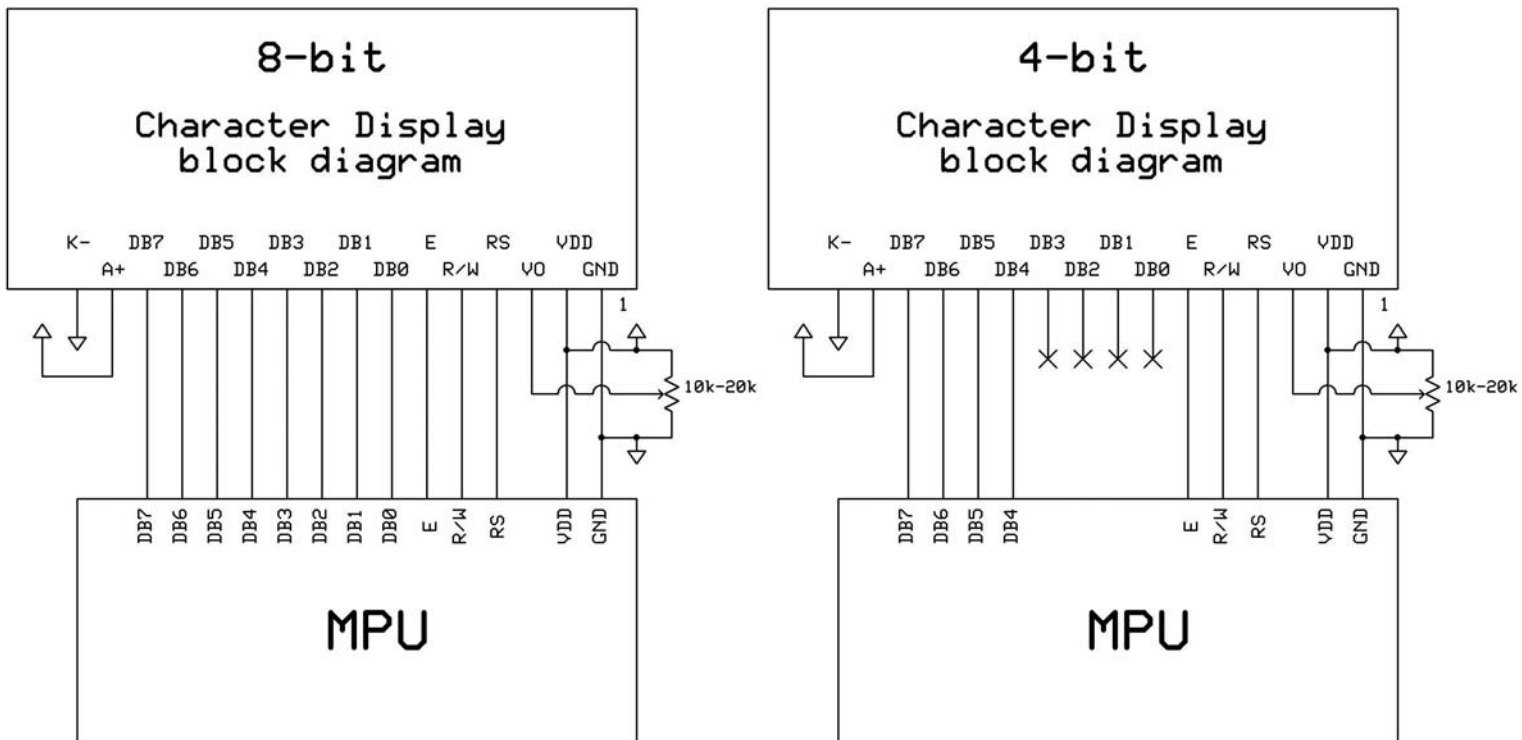 8-bit
Character Display
block diagram
K- DB7 DB5 DB3 DB1 E RS VDD
A+ DB6 DB4 DB2 DB0 R/W VO GND
1
10k-20k
DB7 DB6 DB5 DB4 DB3 DB2 DB1 DB0 E R/W RS VDD GND
MPU
4-bit
Character Display
block diagram
K- DB7 DB5 DB3 DB1 E RS VDD
A+ DB6 DB4 DB2 DB0 R/W VO GND
1
10k-20k
DB7 DB6 DB5 DB4 E R/W RS VDD GND
MPU